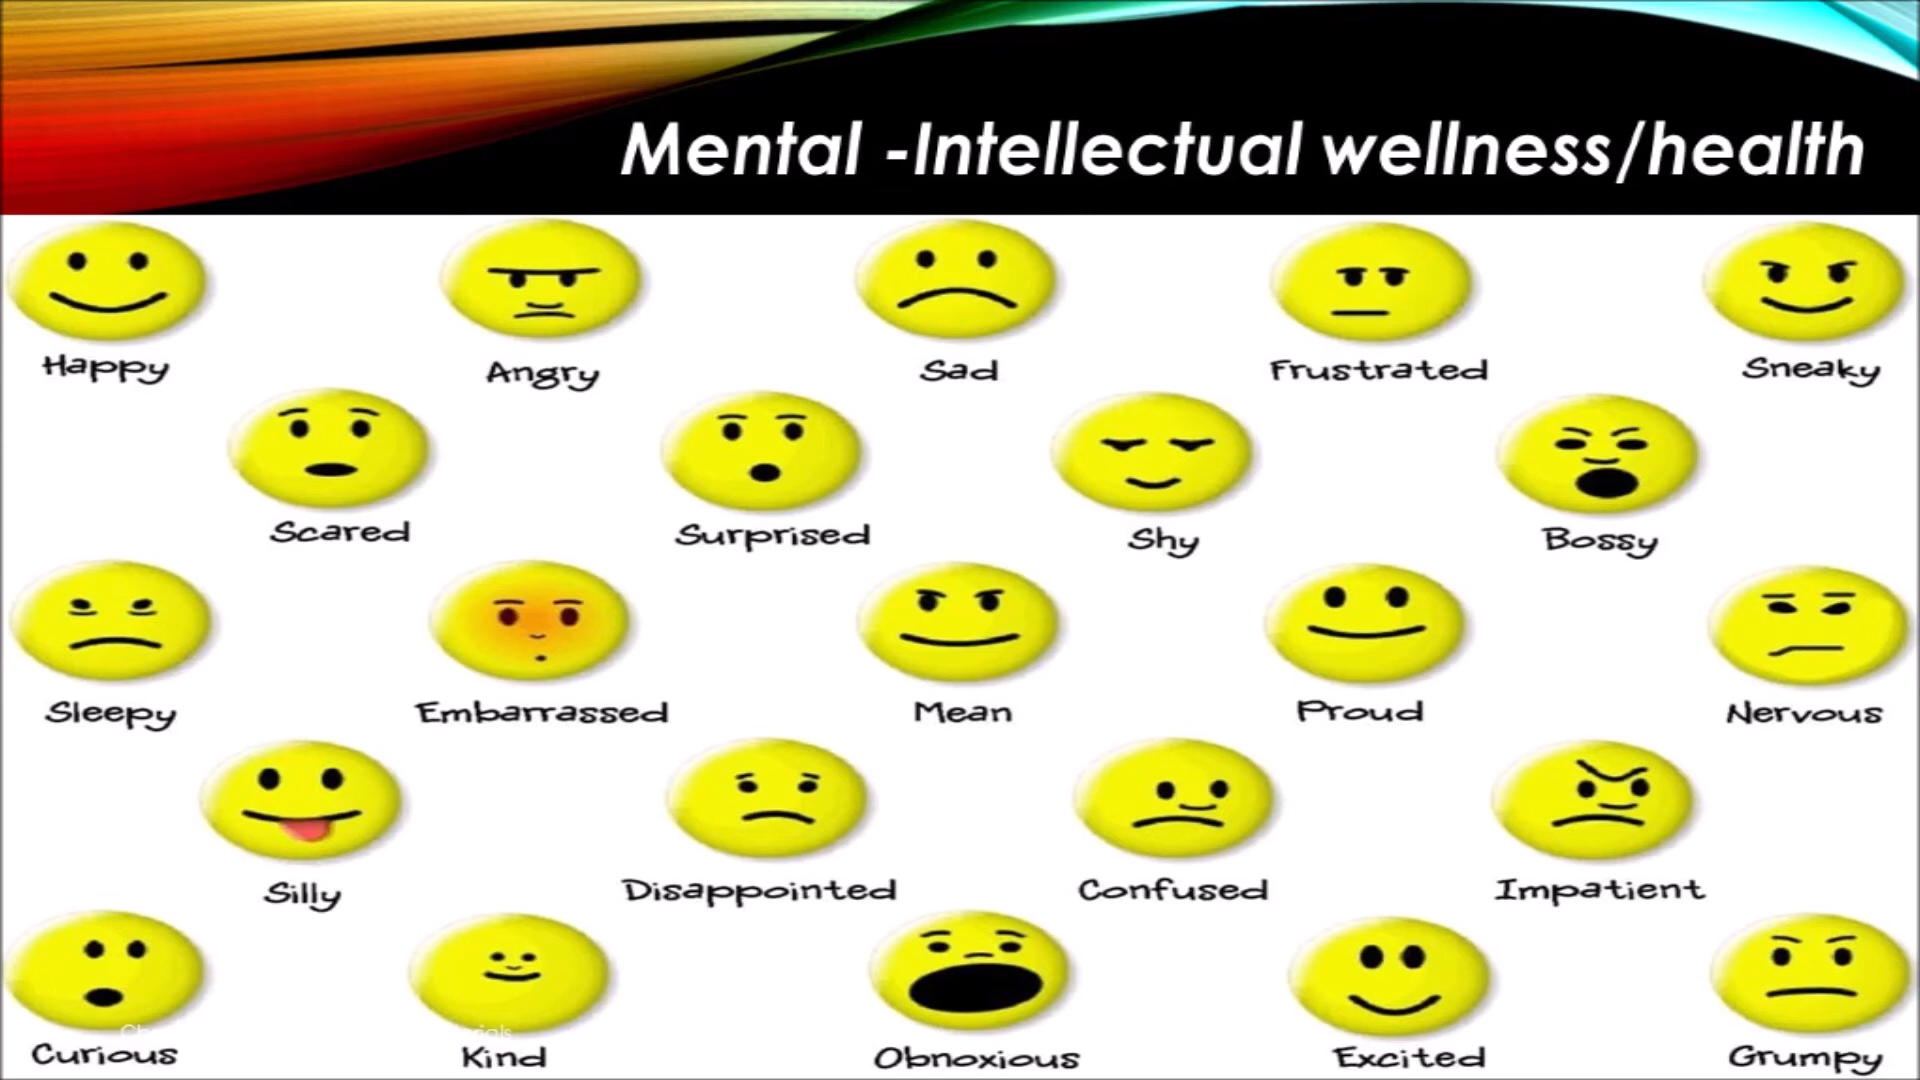 Mental -Intellectual wellness/health
Happy Angry Sad Frustrated Sneaky
Scared Surprised Shy Bossy
Sleepy Embarrassed Mean Proud Nervous
Silly Disappointed Confused Impatient
Curious Kind Obnoxious Excited Grumpy